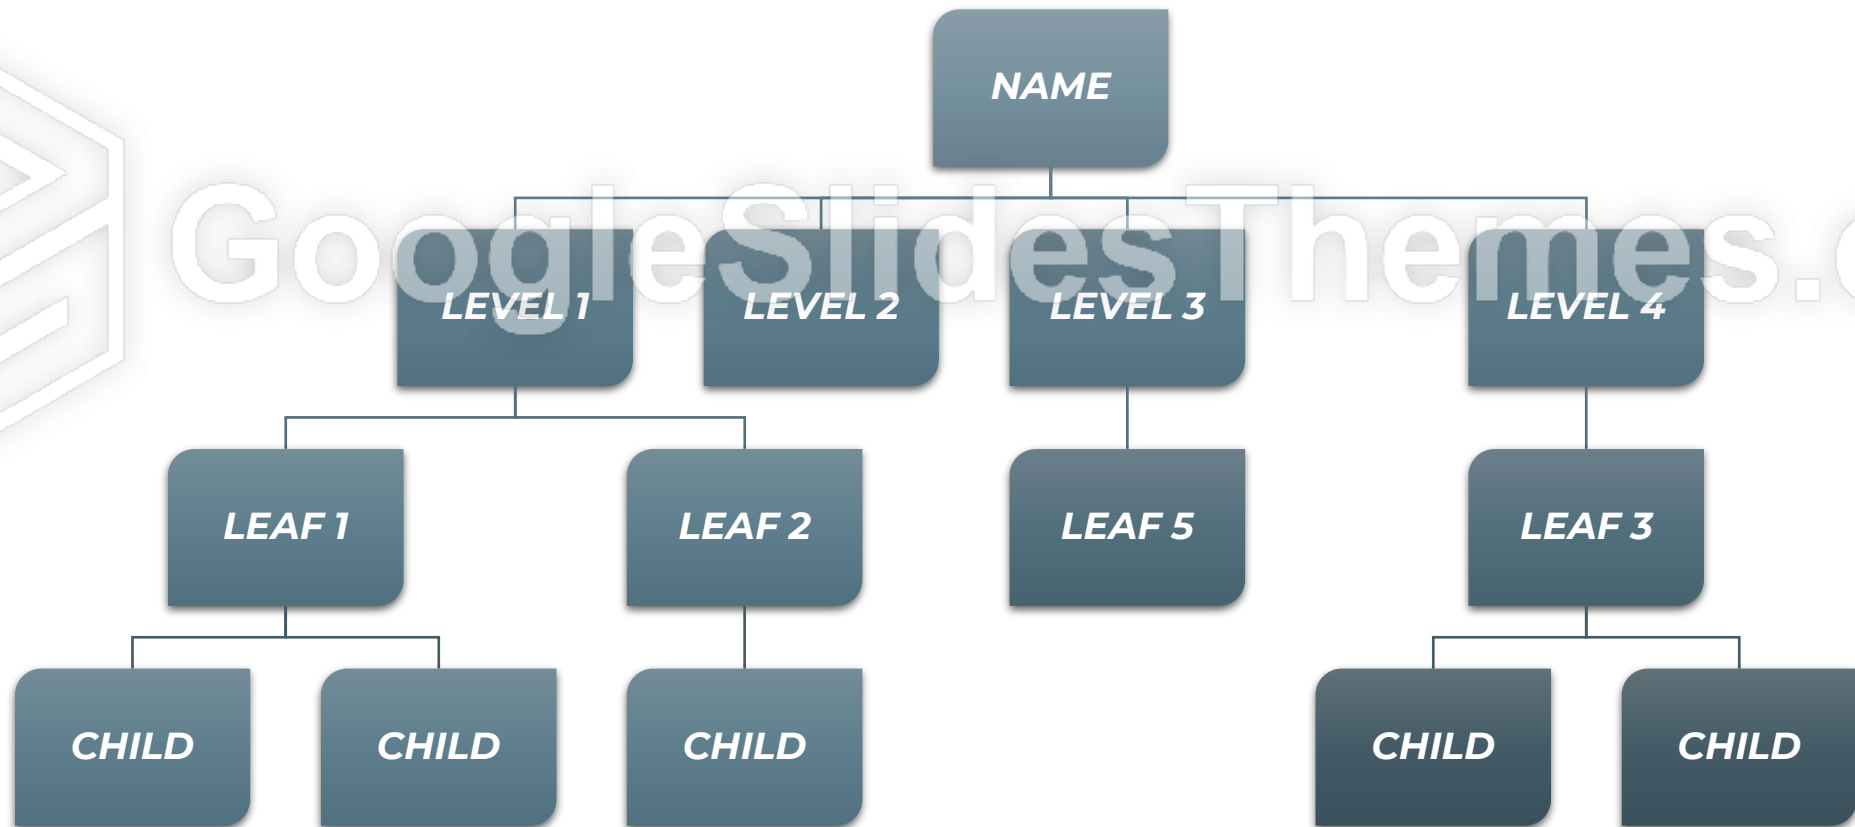 NAME
GoogleSlidesThemes.
LEVEL 1
LEVEL 2
LEVEL 3
LEVEL 4
LEAF 1
LEAF 2
LEAF 5
LEAF 3
CHILD
CHILD
CHILD
CHILD
CHILD